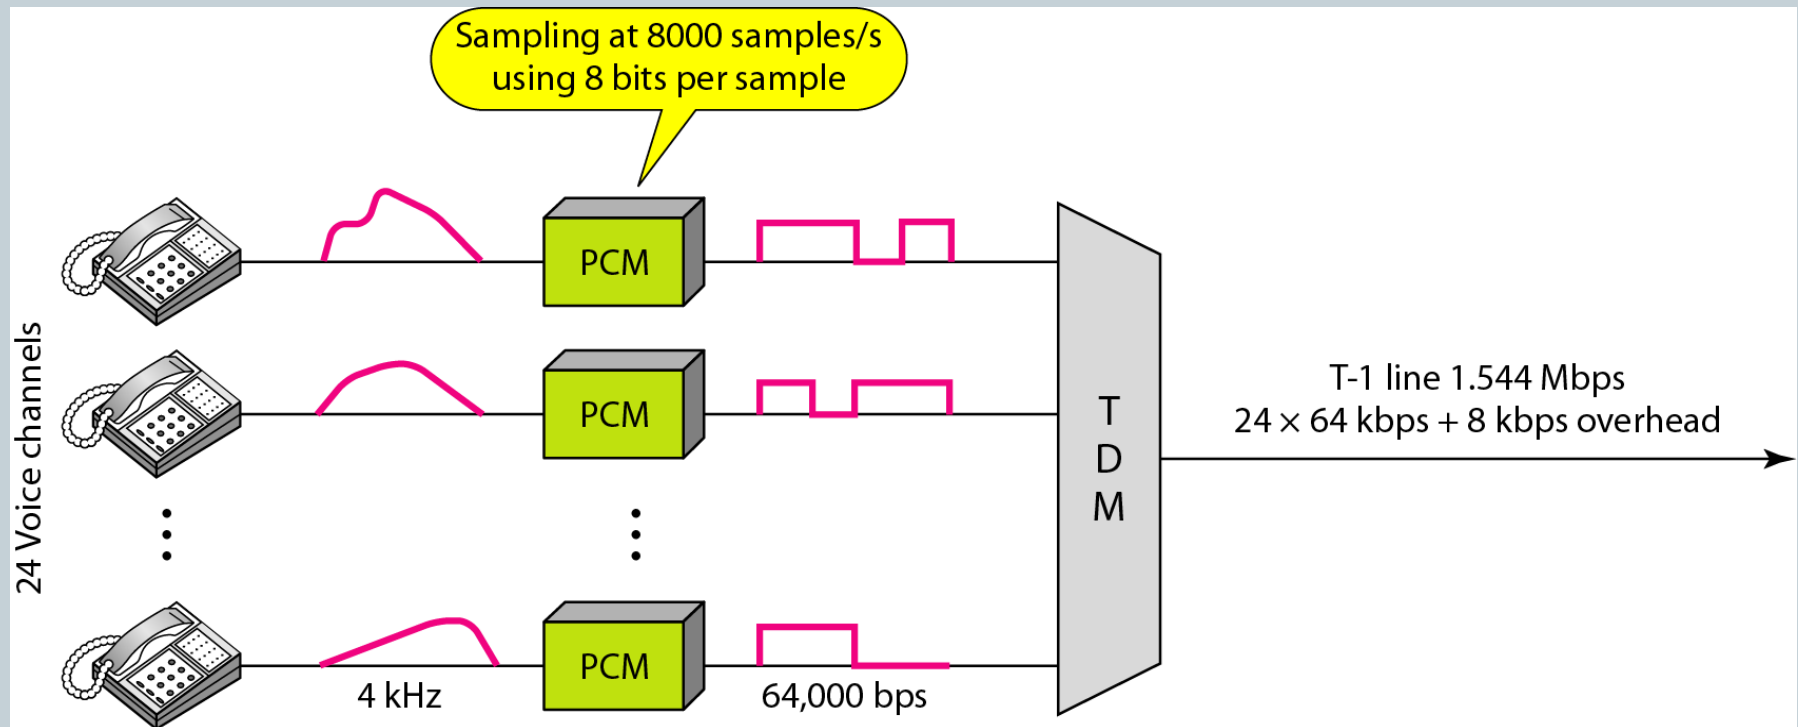 Sampling at 8000 samples/s
using 8 bits per sample
24 Voice channels
PCM
PCM
PCM
4 kHz
64,000 bps
T
D
M
T-1 line 1.544 Mbps
24 × 64 kbps + 8 kbps overhead